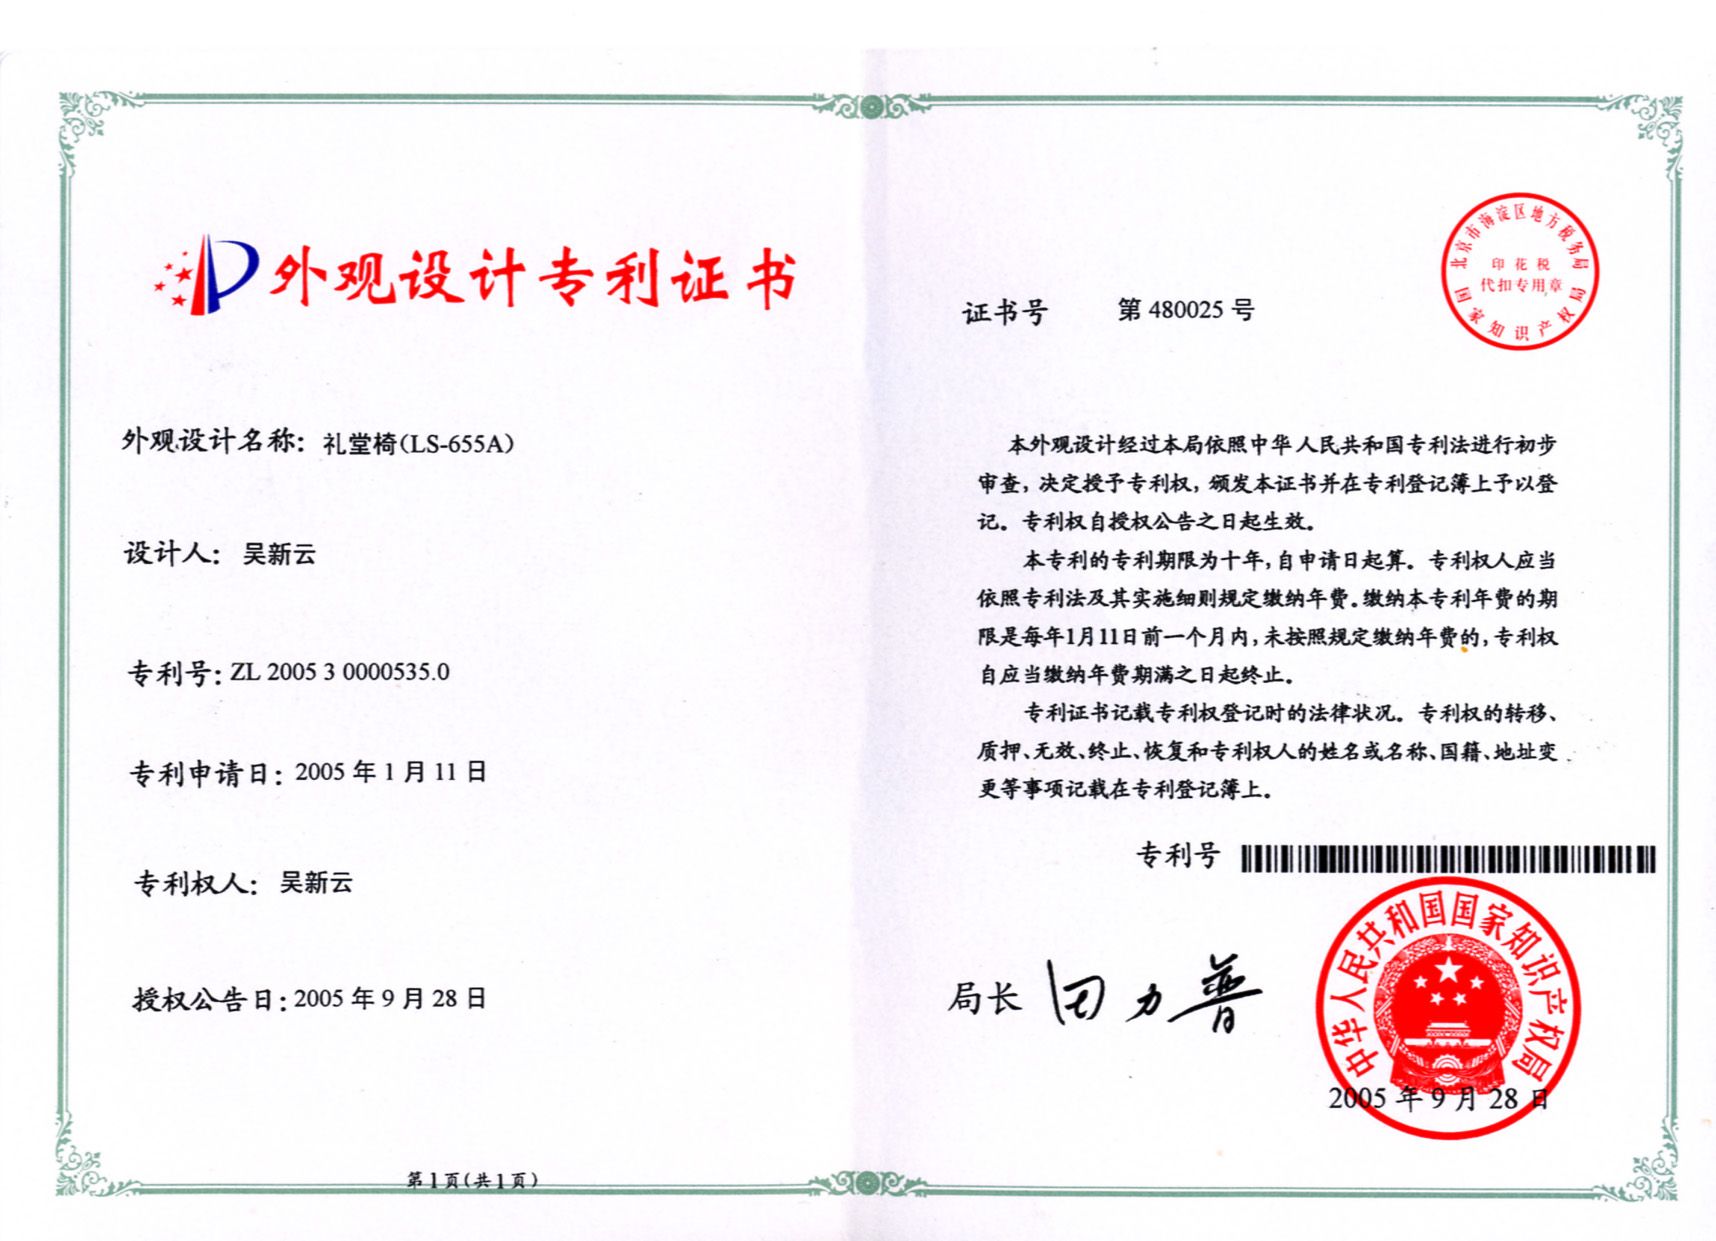 外观设计专利证书
外观设计名称：礼堂椅(LS-655A)
设计人：吴新云
专利号：ZL 2005 3 0000535.0
专利申请日：2005 年 1 月 11 日
专利权人：吴新云
授权公告日：2005 年 9 月 28 日
第1页(共1页)
证书号 第 480025 号
北京市海淀区地方税务局
印花税
代扣专用章
国家知识产权局
本外观设计经过本局依照中华人民共和国专利法进行初步
审查，决定授予专利权，颁发本证书并在专利登记簿上予以登
记。专利权自授权公告之日起生效。
本专利的专利期限为十年，自申请日起算。专利权人应当
依照专利法及其实施细则规定缴纳年费。缴纳本专利年费的期
限是每年1月11日前一个月内，未按照规定缴纳年费的，专利权
自应当缴纳年费期满之日起终止。
专利证书记载专利权登记时的法律状况。专利权的转移、
质押、无效、终止、恢复和专利权人的姓名或名称、国籍、地址变
更等事项记载在专利登记簿上。
专利号
局长 田力普
中华人民共和国国家知识产权局
2005 年 9 月 28 日